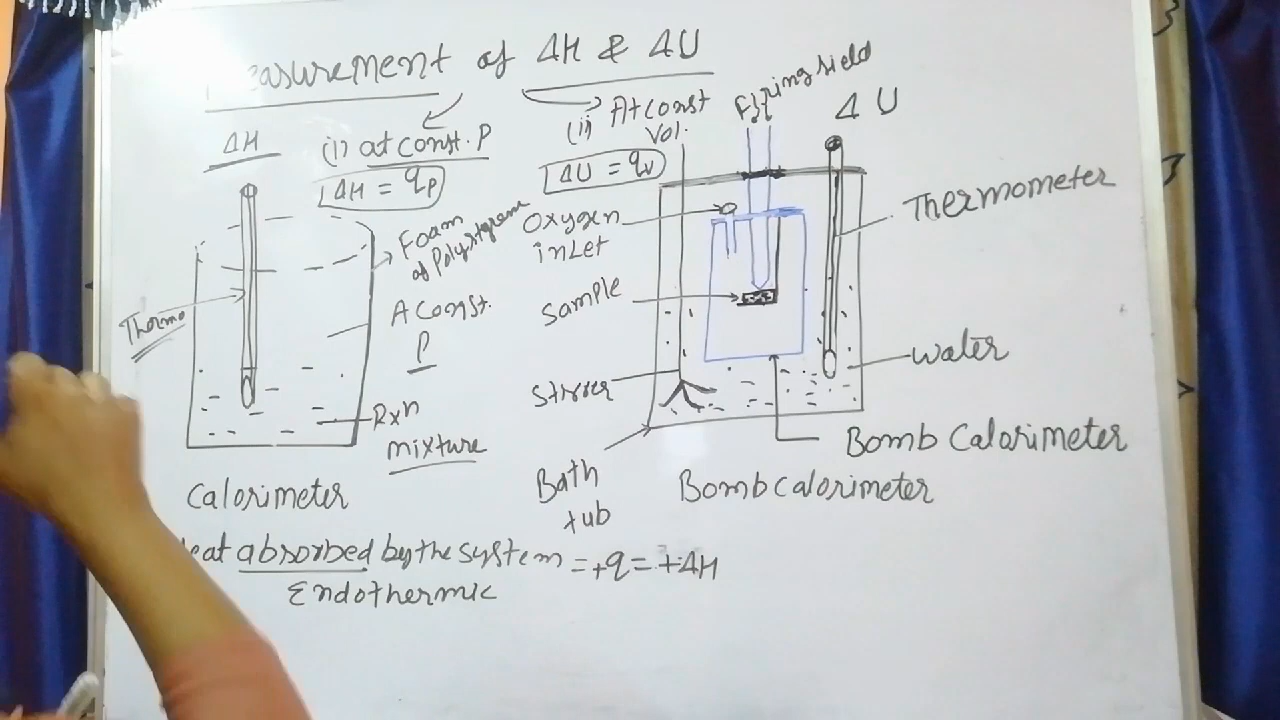 easurement of ΔH & ΔU
ΔH
(i) at const. P
ΔH = qp
(ii) At const
Vol.
ΔU = qv
ΔU
Foam
of Polystyrene
A Const.
P
Thermo
Rxn
mixture
Calorimeter
Oxygen
inlet
Sample
Stirrer
Bath
tub
Thermometer
Water
Bomb Calorimeter
Bomb Calorimeter
eat absorbed by the system = +q = +ΔH
Endothermic